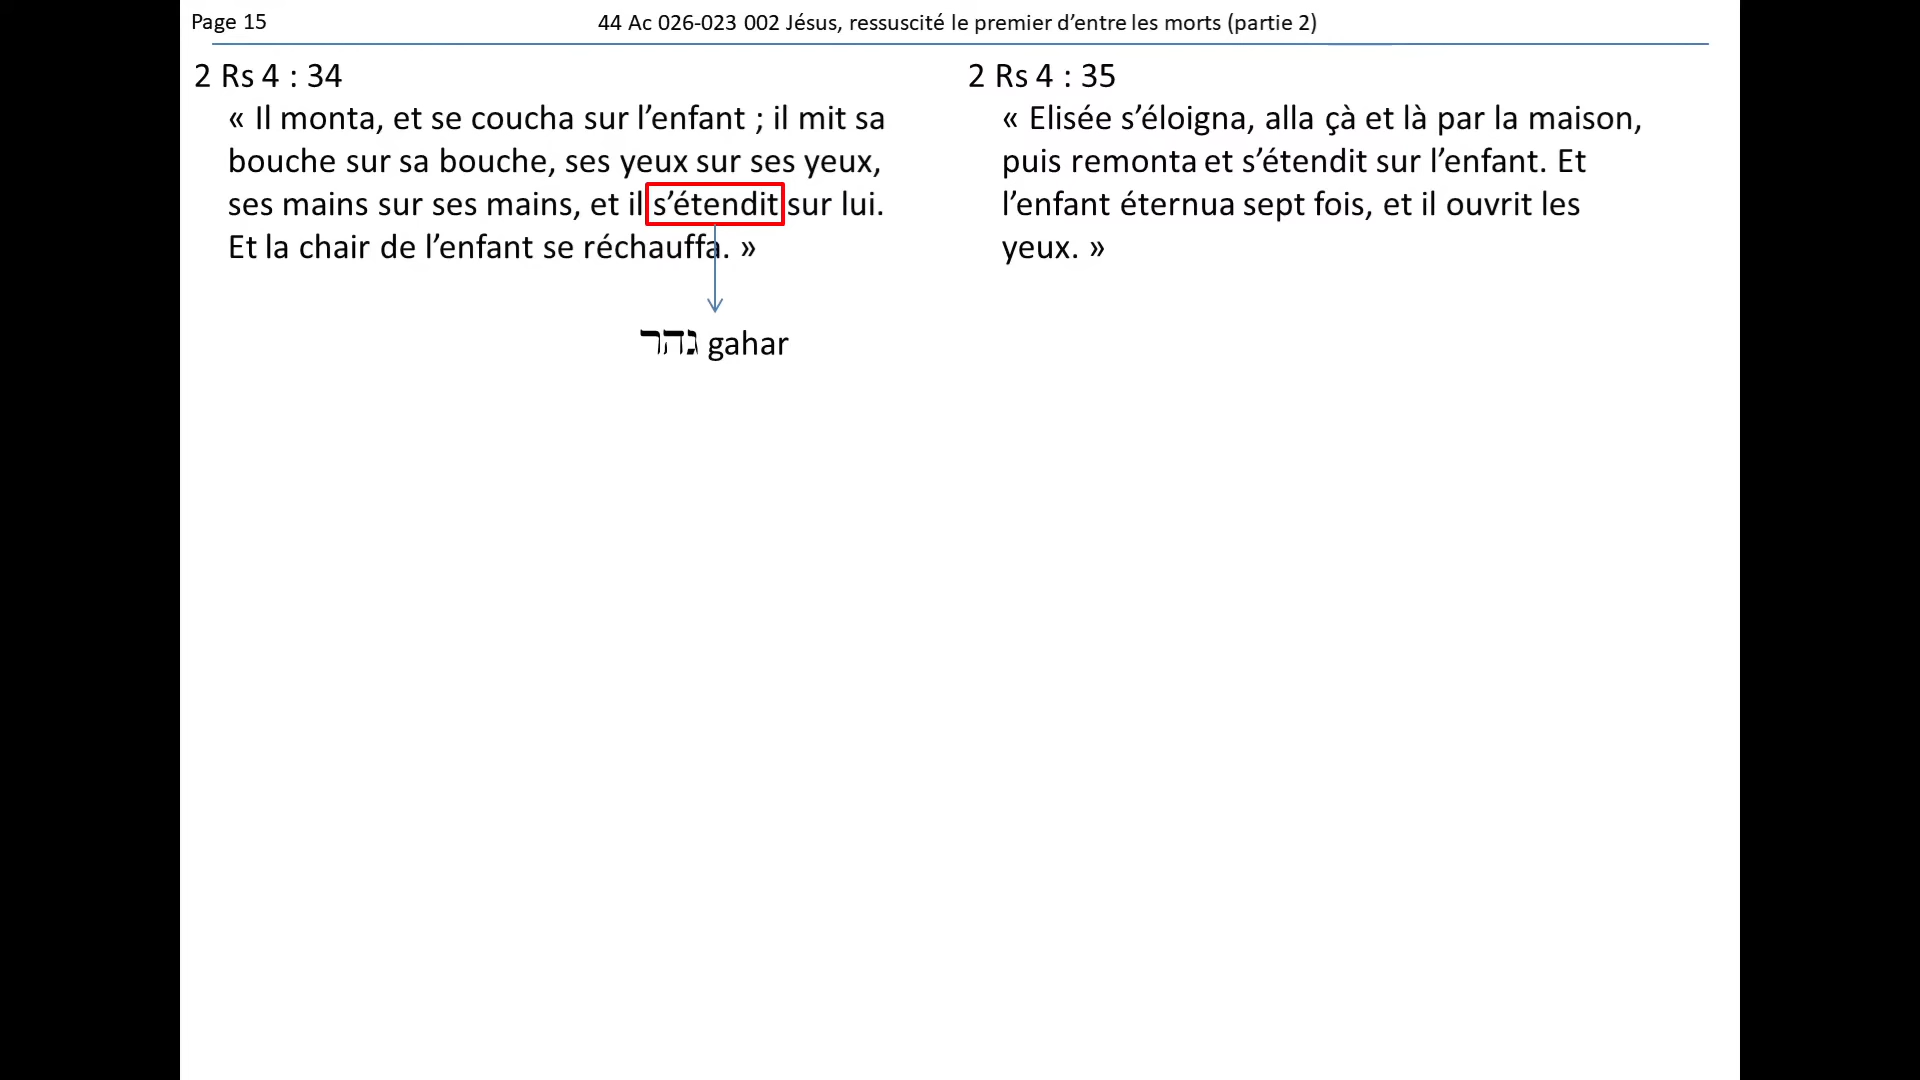 Page 15
44 Ac 026-023 002 Jésus, ressuscité le premier d’entre les morts (partie 2)
2 Rs 4 : 34
« Il monta, et se coucha sur l’enfant ; il mit sa
bouche sur sa bouche, ses yeux sur ses yeux,
ses mains sur ses mains, et il s’étendit sur lui.
Et la chair de l’enfant se réchauffa. »
גהר gahar
2 Rs 4 : 35
« Elisée s’éloigna, alla çà et là par la maison,
puis remonta et s’étendit sur l’enfant. Et
l’enfant éternua sept fois, et il ouvrit les
yeux. »